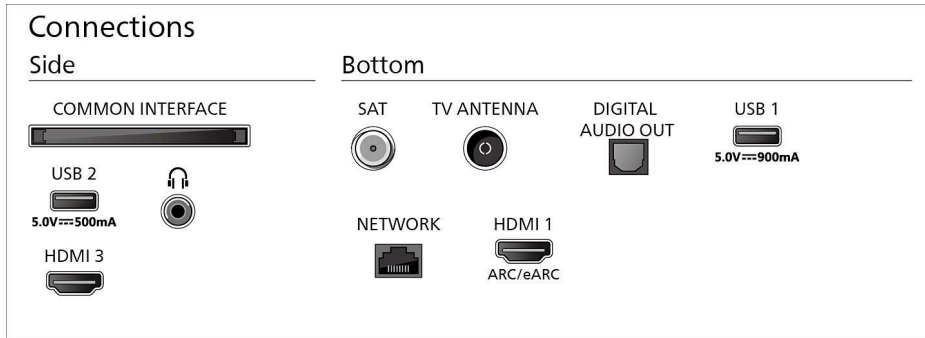 Connections
Side
COMMON INTERFACE
USB 2
5.0V⎓500mA
HDMI 3
Bottom
SAT
TV ANTENNA
DIGITAL
AUDIO OUT
USB 1
5.0V⎓900mA
NETWORK
HDMI 1
ARC/eARC